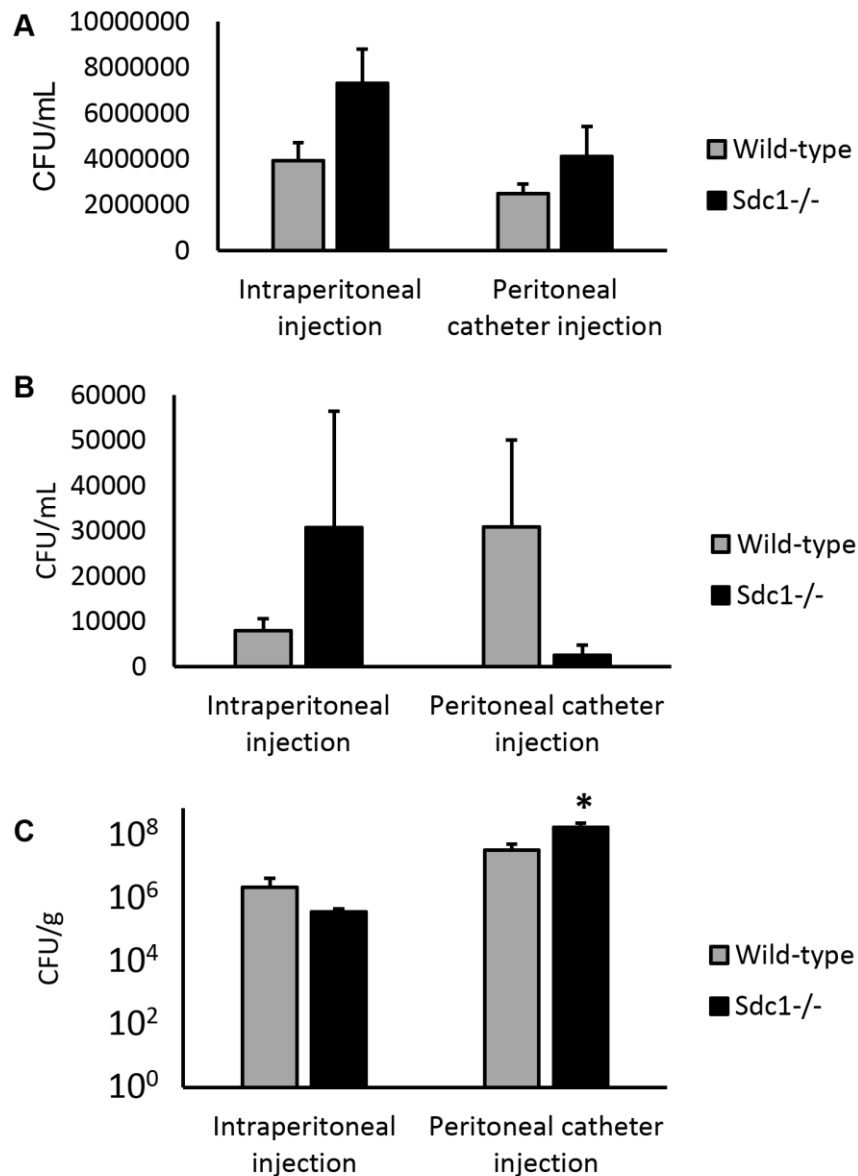 A
10000000
8000000
6000000
4000000
2000000
0
CFU/mL
Wild-type
Sdc1-/-
Intraperitoneal
injection
Peritoneal
catheter injection
B
60000
50000
40000
30000
20000
10000
0
CFU/mL
Wild-type
Sdc1-/-
Intraperitoneal
injection
Peritoneal catheter
injection
C
10⁸
10⁶
10⁴
10²
10⁰
CFU/g
*
Wild-type
Sdc1-/-
Intraperitoneal
injection
Peritoneal catheter
injection